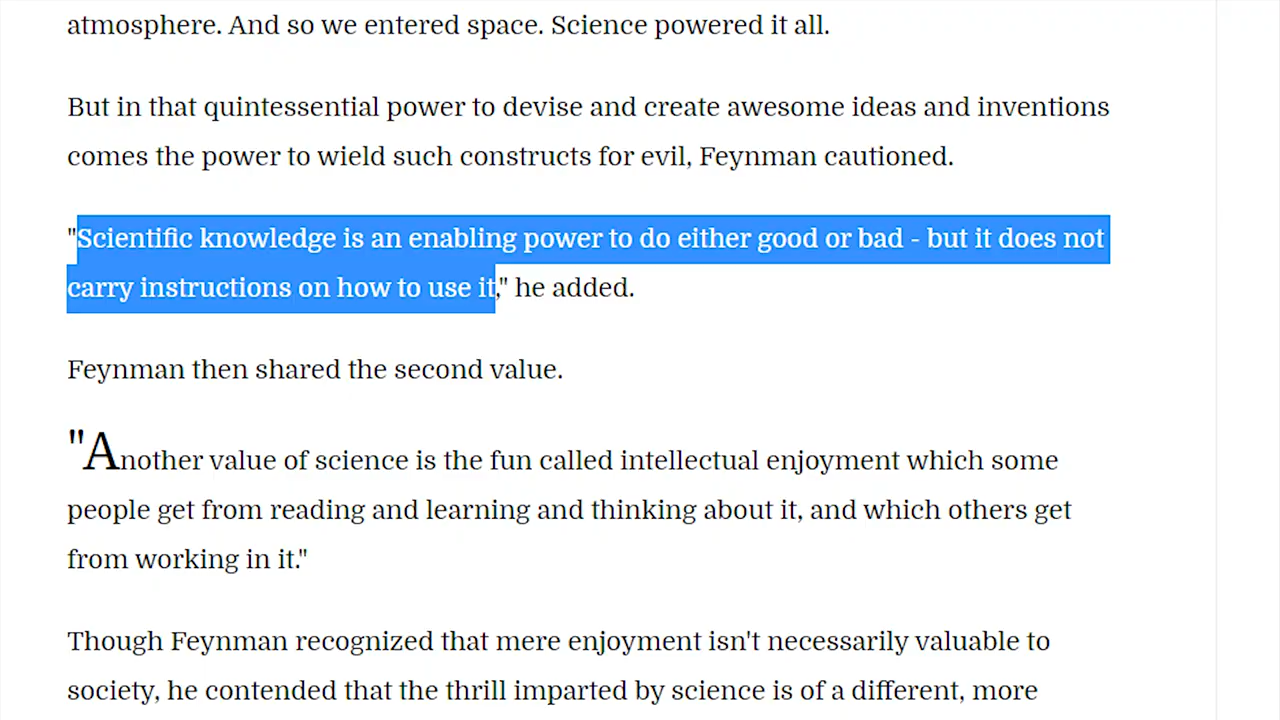 atmosphere. And so we entered space. Science powered it all.
But in that quintessential power to devise and create awesome ideas and inventions
comes the power to wield such constructs for evil, Feynman cautioned.
"Scientific knowledge is an enabling power to do either good or bad - but it does not
carry instructions on how to use it," he added.
Feynman then shared the second value.
"Another value of science is the fun called intellectual enjoyment which some
people get from reading and learning and thinking about it, and which others get
from working in it."
Though Feynman recognized that mere enjoyment isn't necessarily valuable to
society, he contended that the thrill imparted by science is of a different, more